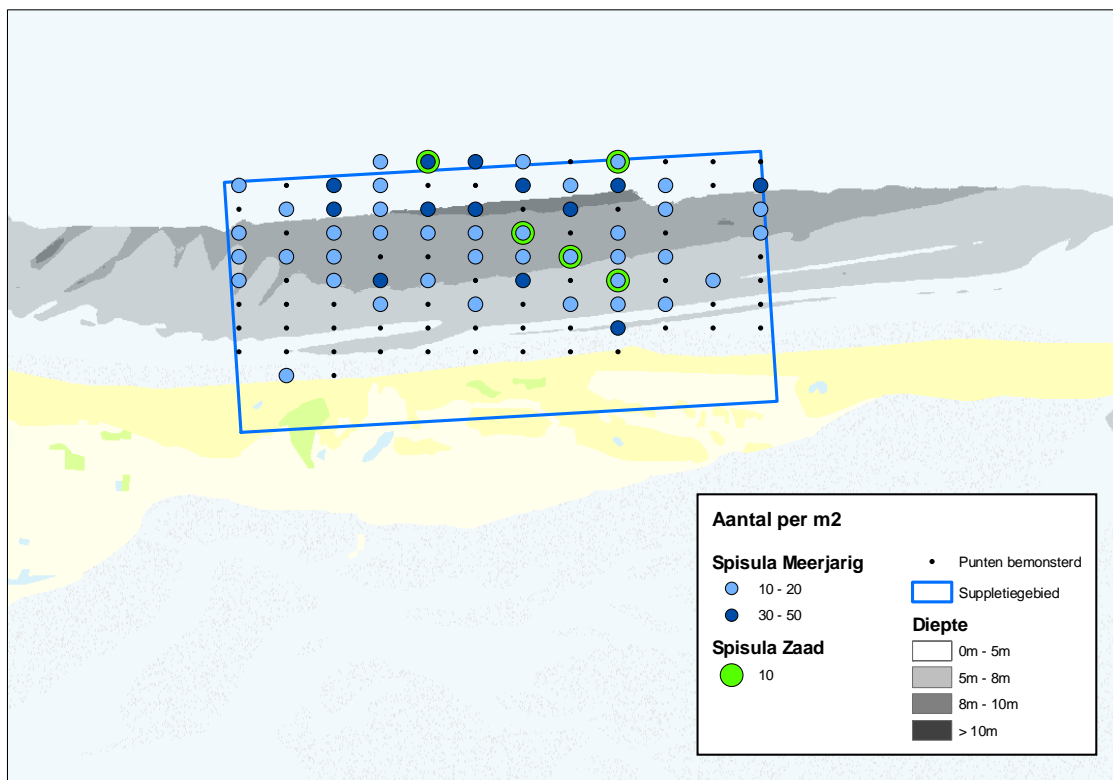 Aantal per m2
Spisula Meerjarig
10 - 20
30 - 50
Spisula Zaad
10
Punten bemonsterd
Suppletiegebied
Diepte
0m - 5m
5m - 8m
8m - 10m
> 10m